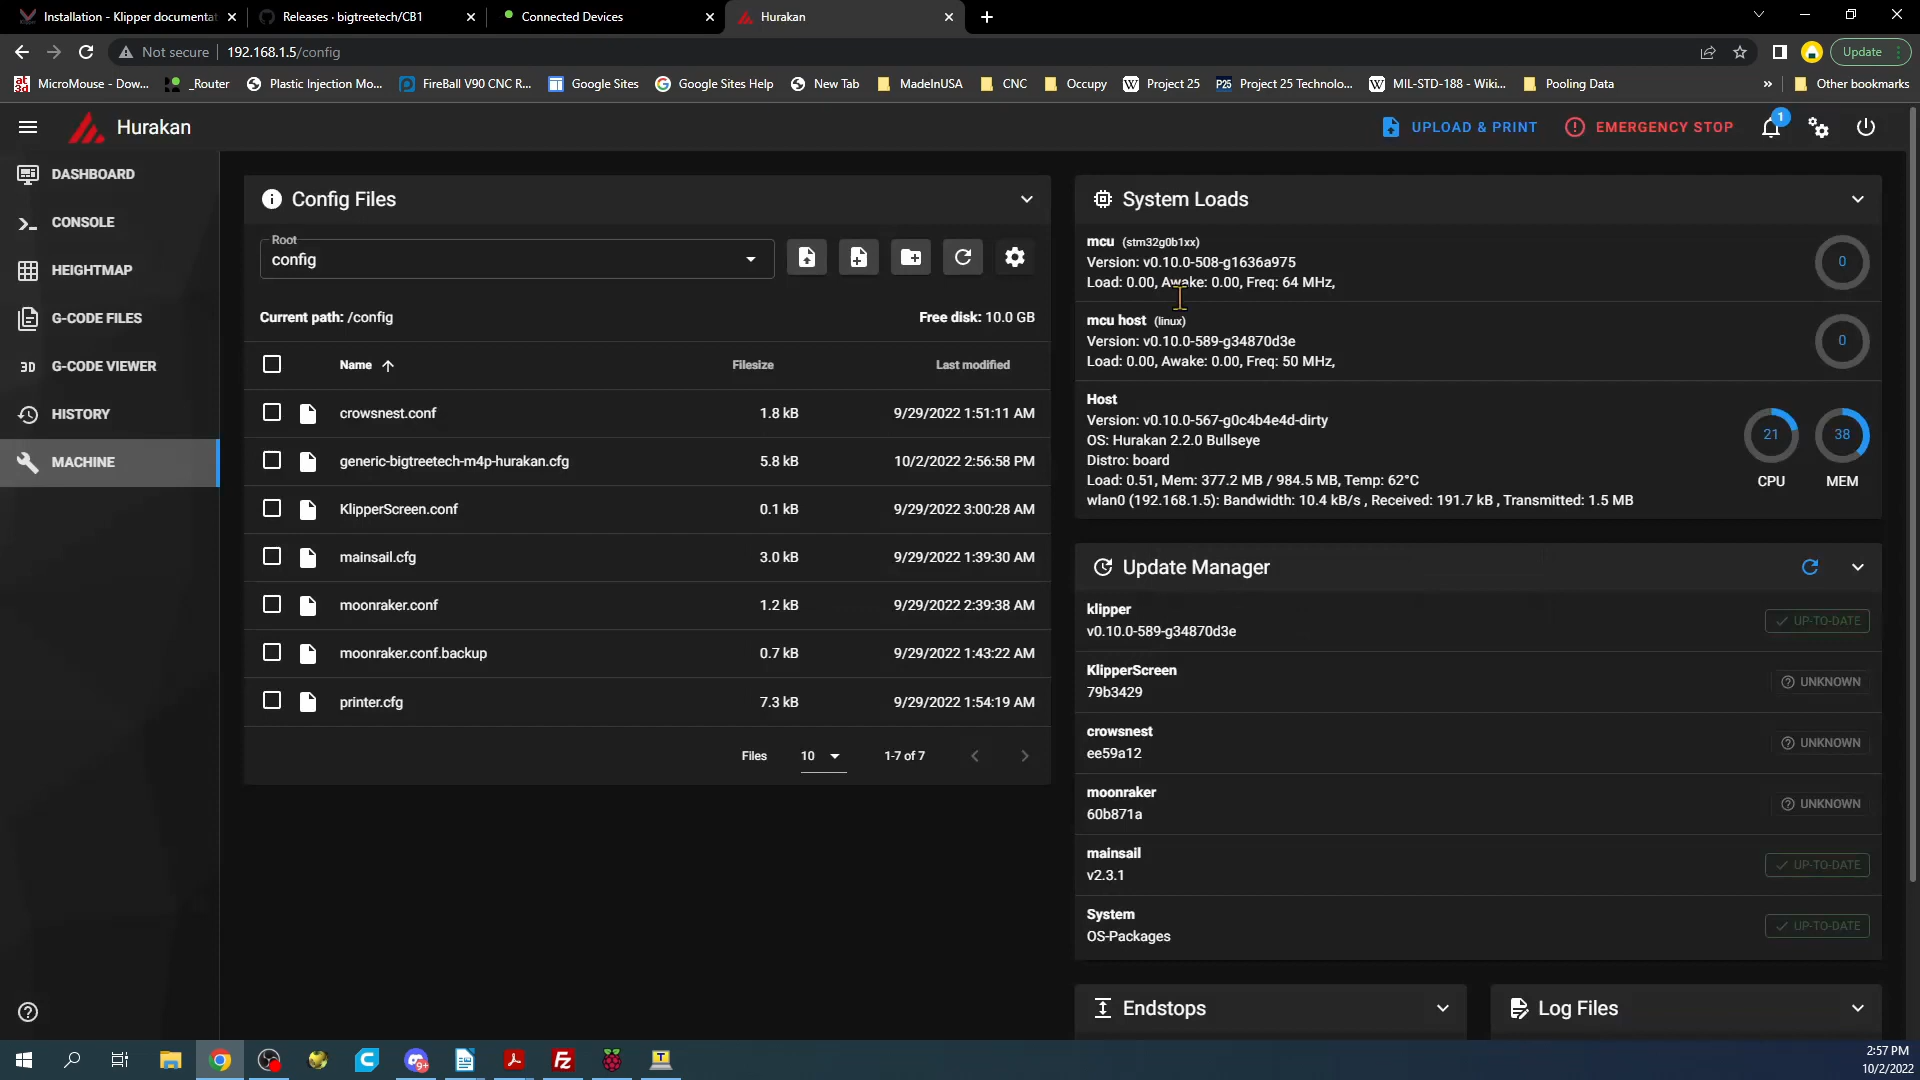 Installation - Klipper documentat
Releases · bigtreetech/CB1
Connected Devices
Hurakan
Not secure
192.168.1.5/config
Update
MicroMouse - Dow...
_Router
Plastic Injection Mo...
FireBall V90 CNC R...
Google Sites
Google Sites Help
New Tab
MadeInUSA
CNC
Occupy
Project 25
Project 25 Technolo...
MIL-STD-188 - Wiki...
Pooling Data
»
Other bookmarks
Hurakan
UPLOAD & PRINT
EMERGENCY STOP
1
DASHBOARD
CONSOLE
HEIGHTMAP
G-CODE FILES
3D G-CODE VIEWER
HISTORY
MACHINE
Config Files
Root
config
Current path: /config
Free disk: 10.0 GB
Name
Filesize
Last modified
crowsnest.conf 1.8 kB 9/29/2022 1:51:11 AM
generic-bigtreetech-m4p-hurakan.cfg 5.8 kB 10/2/2022 2:56:58 PM
KlipperScreen.conf 0.1 kB 9/29/2022 3:00:28 AM
mainsail.cfg 3.0 kB 9/29/2022 1:39:30 AM
moonraker.conf 1.2 kB 9/29/2022 2:39:38 AM
moonraker.conf.backup 0.7 kB 9/29/2022 1:43:22 AM
printer.cfg 7.3 kB 9/29/2022 1:54:19 AM
Files 10 1-7 of 7
System Loads
mcu (stm32g0b1xx)
Version: v0.10.0-508-g1636a975
Load: 0.00, Awake: 0.00, Freq: 64 MHz,
0
mcu host (linux)
Version: v0.10.0-589-g34870d3e
Load: 0.00, Awake: 0.00, Freq: 50 MHz,
0
Host
Version: v0.10.0-567-g0c4b4e4d-dirty
OS: Hurakan 2.2.0 Bullseye
Distro: board
Load: 0.51, Mem: 377.2 MB / 984.5 MB, Temp: 62°C
wlan0 (192.168.1.5): Bandwidth: 10.4 kB/s , Received: 191.7 kB , Transmitted: 1.5 MB
21
CPU
38
MEM
Update Manager
klipper
v0.10.0-589-g34870d3e
UP-TO-DATE
KlipperScreen
79b3429
UNKNOWN
crowsnest
ee59a12
UNKNOWN
moonraker
60b871a
UNKNOWN
mainsail
v2.3.1
UP-TO-DATE
System
OS-Packages
UP-TO-DATE
Endstops
Log Files
2:57 PM
10/2/2022